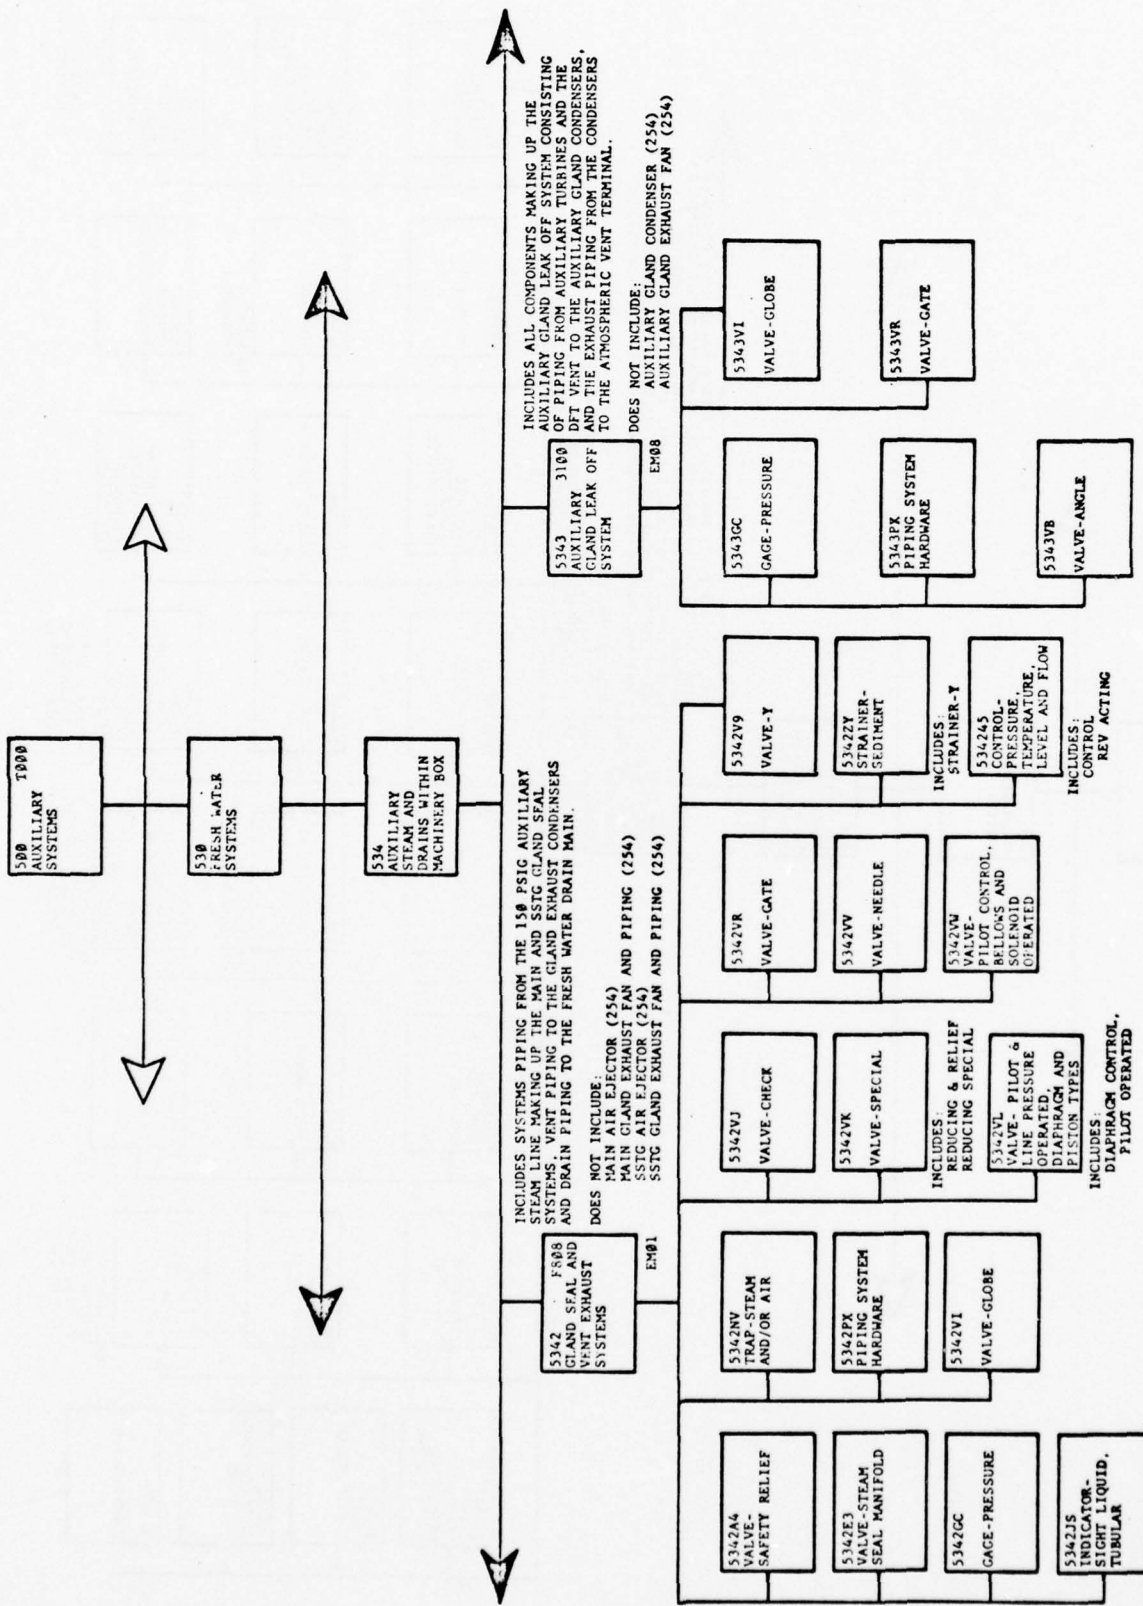 500 T000
AUXILIARY
SYSTEMS
530
FRESH WATER
SYSTEMS
534
AUXILIARY
STEAM AND
DRAINS WITHIN
MACHINERY BOX
INCLUDES SYSTEMS PIPING FROM THE 150 PSIG AUXILIARY
STEAM LINE MAKING UP THE MAIN AND SSTG GLAND SEAL
SYSTEMS, VENT PIPING TO THE GLAND EXHAUST CONDENSERS
AND DRAIN PIPING TO THE FRESH WATER DRAIN MAIN.
DOES NOT INCLUDE:
MAIN AIR EJECTOR (254)
MAIN GLAND EXHAUST FAN AND PIPING (254)
SSTG AIR EJECTOR (254)
SSTG GLAND EXHAUST FAN AND PIPING (254)
5342 F808
GLAND SEAL AND
VENT EXHAUST
SYSTEMS
EM01
5342A4
VALVE-
SAFETY RELIEF
5342E3
VALVE-STEAM
SEAL MANIFOLD
5342GC
GAGE-PRESSURE
5342JS
INDICATOR-
SIGHT LIQUID,
TUBULAR
5342NV
TRAP-STEAM
AND/OR AIR
5342PX
PIPING SYSTEM
HARDWARE
5342VI
VALVE-GLOBE
5342VJ
VALVE-CHECK
5342VK
VALVE-SPECIAL
INCLUDES:
REDUCING & RELIEF
REDUCING SPECIAL
5342VL
VALVE- PILOT &
LINE PRESSURE
OPERATED,
DIAPHRAGM AND
PISTON TYPES
INCLUDES:
DIAPHRAGM CONTROL,
PILOT OPERATED
5342VR
VALVE-GATE
5342VV
VALVE-NEEDLE
5342VW
VALVE-
PILOT CONTROL,
BELLOWS AND
SOLENOID
OPERATED
5342V9
VALVE-Y
5342ZY
STRAINER-
SEDIMENT
INCLUDES:
STRAINER-Y
534245
CONTROL-
PRESSURE,
TEMPERATURE,
LEVEL AND FLOW
INCLUDES:
CONTROL
REV ACTING
INCLUDES ALL COMPONENTS MAKING UP THE
AUXILIARY GLAND LEAK OFF SYSTEM CONSISTING
OF PIPING FROM AUXILIARY TURBINES AND THE
DFT VENT TO THE AUXILIARY GLAND CONDENSERS,
AND THE EXHAUST PIPING FROM THE CONDENSERS
TO THE ATMOSPHERIC VENT TERMINAL.
DOES NOT INCLUDE:
AUXILIARY GLAND CONDENSER (254)
AUXILIARY GLAND EXHAUST FAN (254)
5343 3100
AUXILIARY
GLAND LEAK OFF
SYSTEM
EM08
5343GC
GAGE-PRESSURE
5343PX
PIPING SYSTEM
HARDWARE
5343VB
VALVE-ANGLE
5343VI
VALVE-GLOBE
5343VR
VALVE-GATE